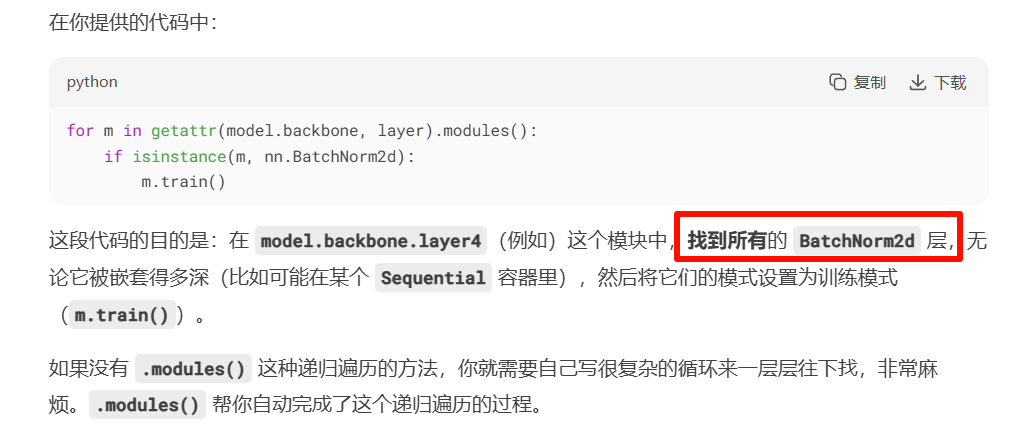 在你提供的代码中：
python
复制
下载
for m in getattr(model.backbone, layer).modules():
    if isinstance(m, nn.BatchNorm2d):
        m.train()
这段代码的目的是：在 model.backbone.layer4（例如）这个模块中，找到所有的 BatchNorm2d 层，无
论它被嵌套得多深（比如可能在某个 Sequential 容器里），然后将它们的模式设置为训练模式
（m.train()）。
如果没有 .modules() 这种递归遍历的方法，你就需要自己写很复杂的循环来一层层往下找，非常麻
烦。.modules() 帮你自动完成了这个递归遍历的过程。